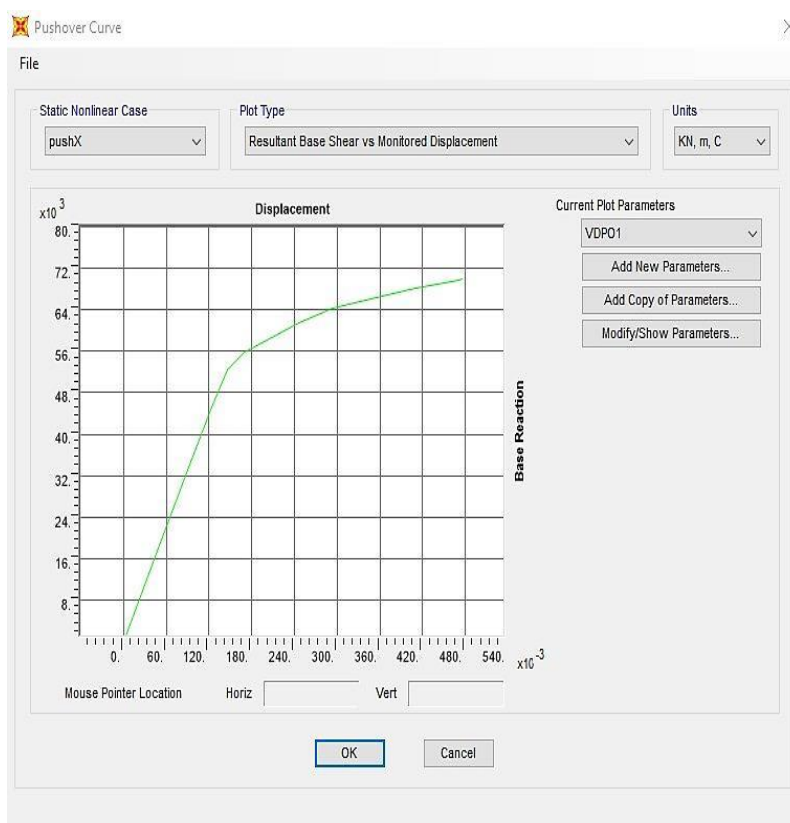 Pushover Curve
File
Static Nonlinear Case
Plot Type
Units
pushX
Resultant Base Shear vs Monitored Displacement
KN, m, C
x10 3
Displacement
Current Plot Parameters
80.
VDPO1
72.
Add New Parameters...
64.
Add Copy of Parameters...
56.
Modify/Show Parameters...
48.
40.
32.
24.
16.
8.
Base Reaction
0. 60. 120. 180. 240. 300. 360. 420. 480. 540. x10 -3
Mouse Pointer Location Horiz Vert
OK Cancel